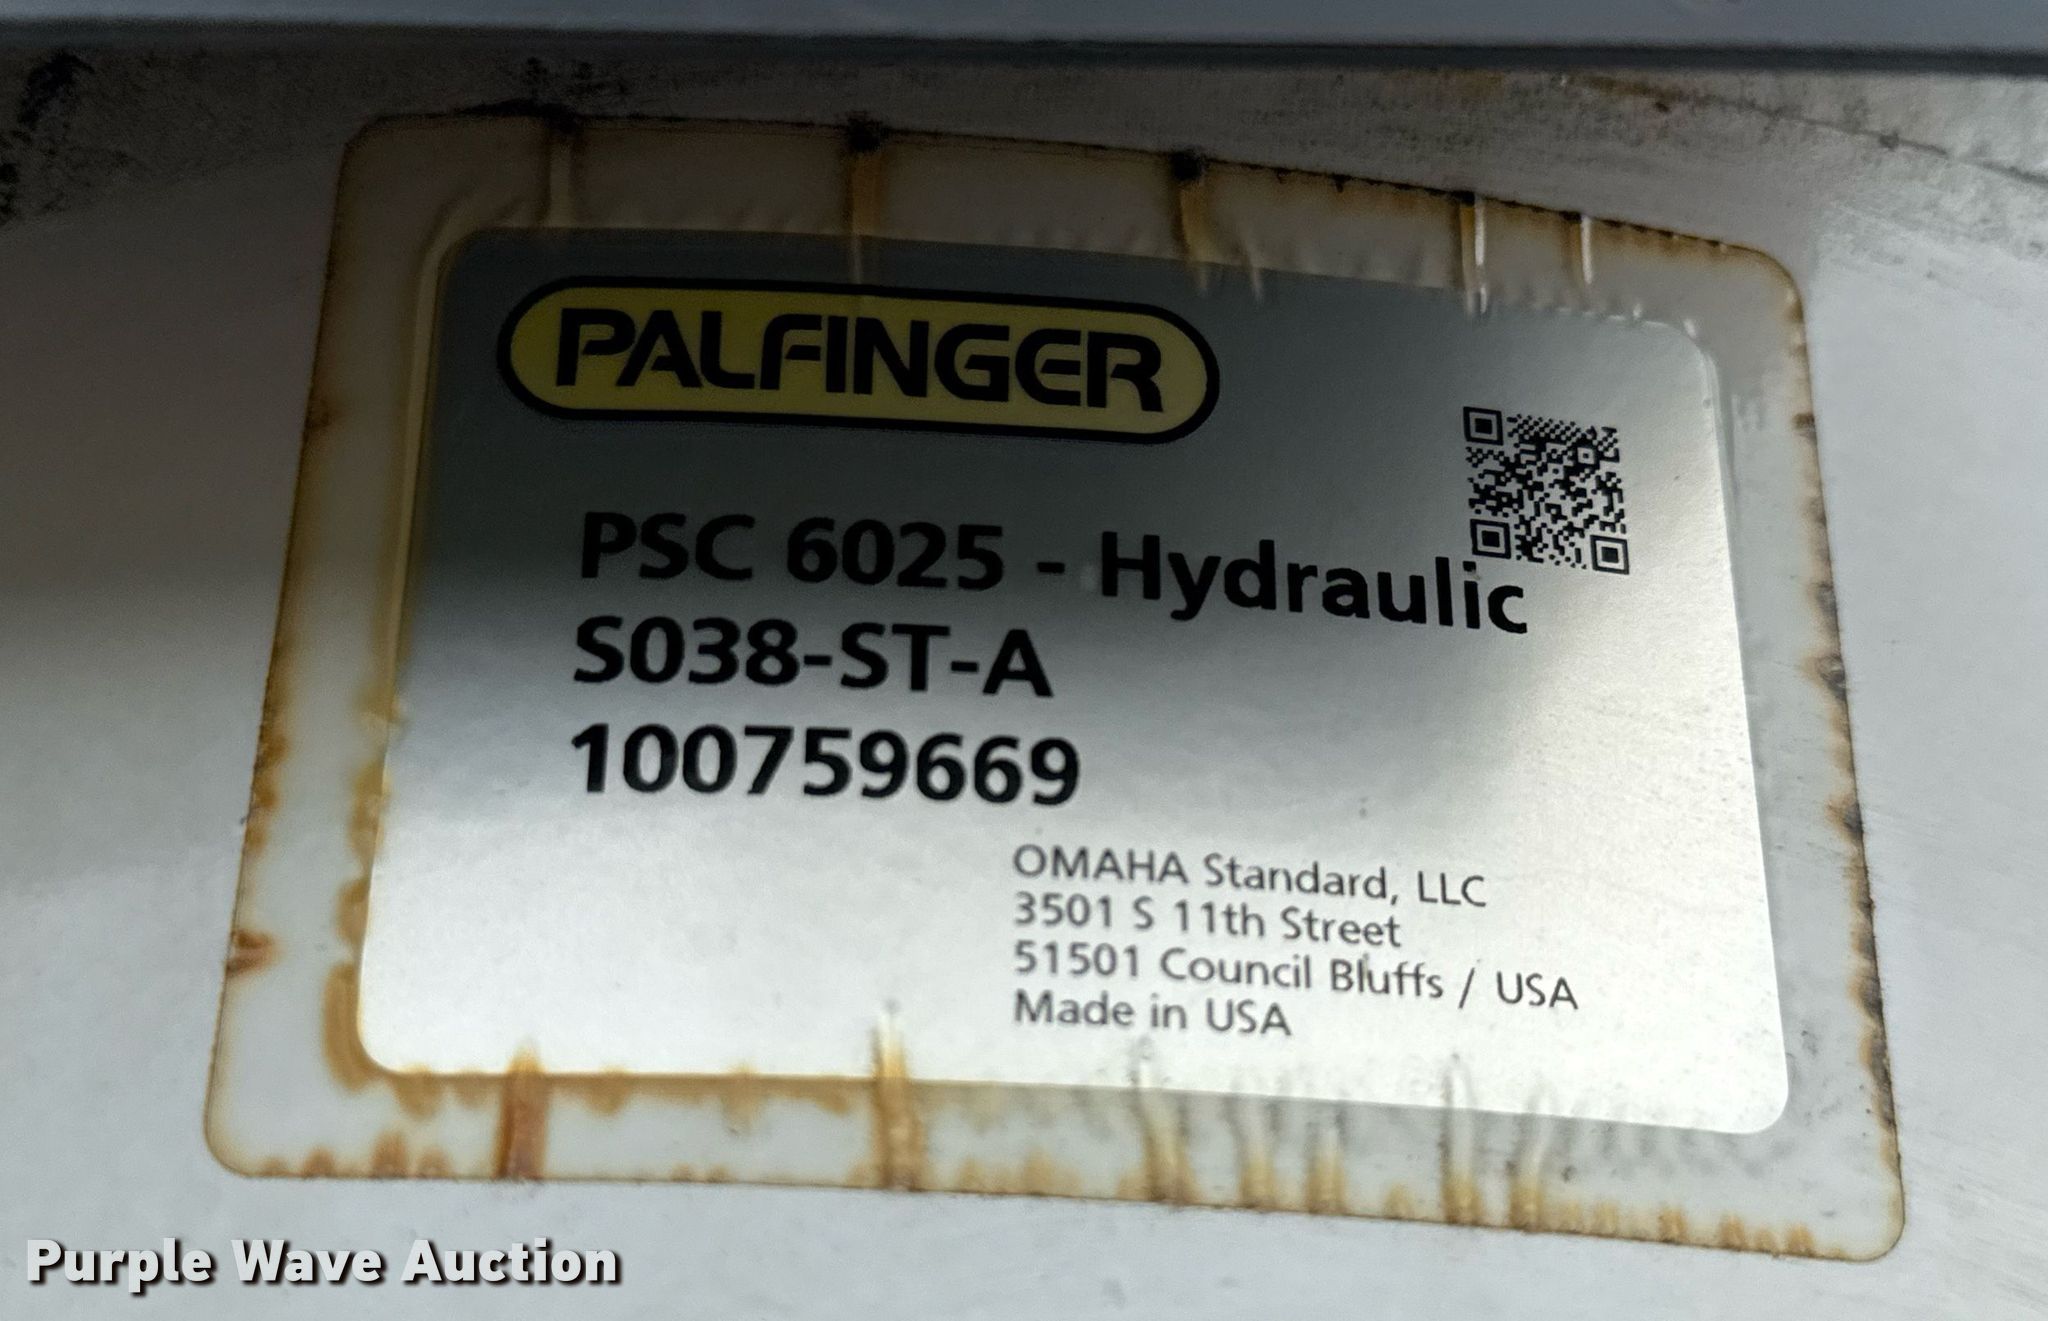 PALFINGER
PSC 6025 - Hydraulic
S038-ST-A
100759669
OMAHA Standard, LLC
3501 S 11th Street
51501 Council Bluffs / USA
Made in USA
Purple Wave Auction